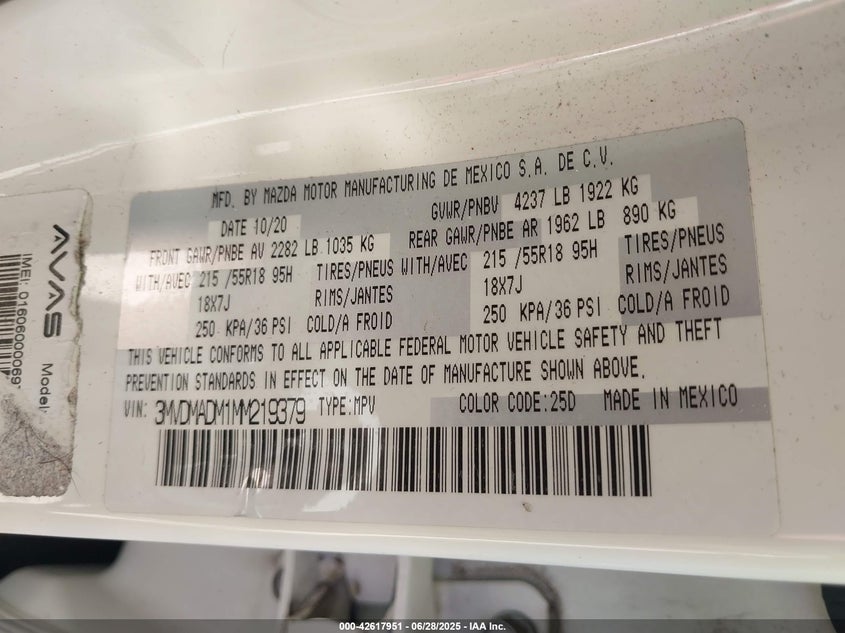 MFD. BY MAZDA MOTOR MANUFACTURING DE MEXICO S.A. DE C.V.
DATE 10/20 GVWR/PNBV 4237 LB 1922 KG
FRONT GAWR/PNBE AV 2282 LB 1035 KG REAR GAWR/PNBE AR 1962 LB 890 KG
WITH/AVEC 215 /55R18 95H TIRES/PNEUS WITH/AVEC 215 /55R18 95H TIRES/PNEUS
18X7J RIMS/JANTES 18X7J RIMS/JANTES
250 KPA/36 PSI COLD/A FROID 250 KPA/36 PSI COLD/A FROID
THIS VEHICLE CONFORMS TO ALL APPLICABLE FEDERAL MOTOR VEHICLE SAFETY AND THEFT
PREVENTION STANDARDS IN EFFECT ON THE DATE OF MANUFACTURE SHOWN ABOVE.
VIN: 3MVDMADM1MM219379 TYPE:MPV COLOR CODE:25D MADE IN MEXICO
AVAS Model
IMEI: 01606000069
000-42617951 - 06/28/2025 - IAA Inc.